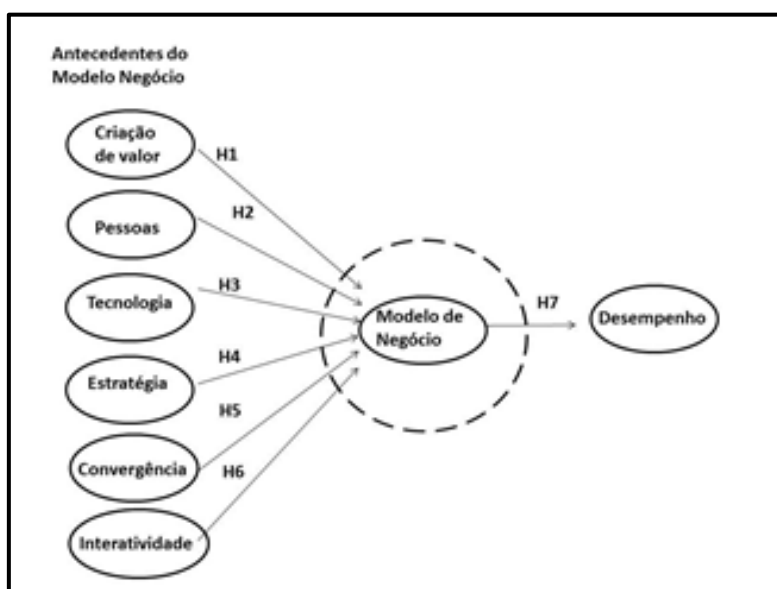 Antecedentes do
Modelo Negócio
Criação
de valor
H1
Pessoas
H2
Tecnologia
H3
Modelo de
Negócio
H7
Desempenho
Estratégia
H4
H5
Convergência
H6
Interatividade